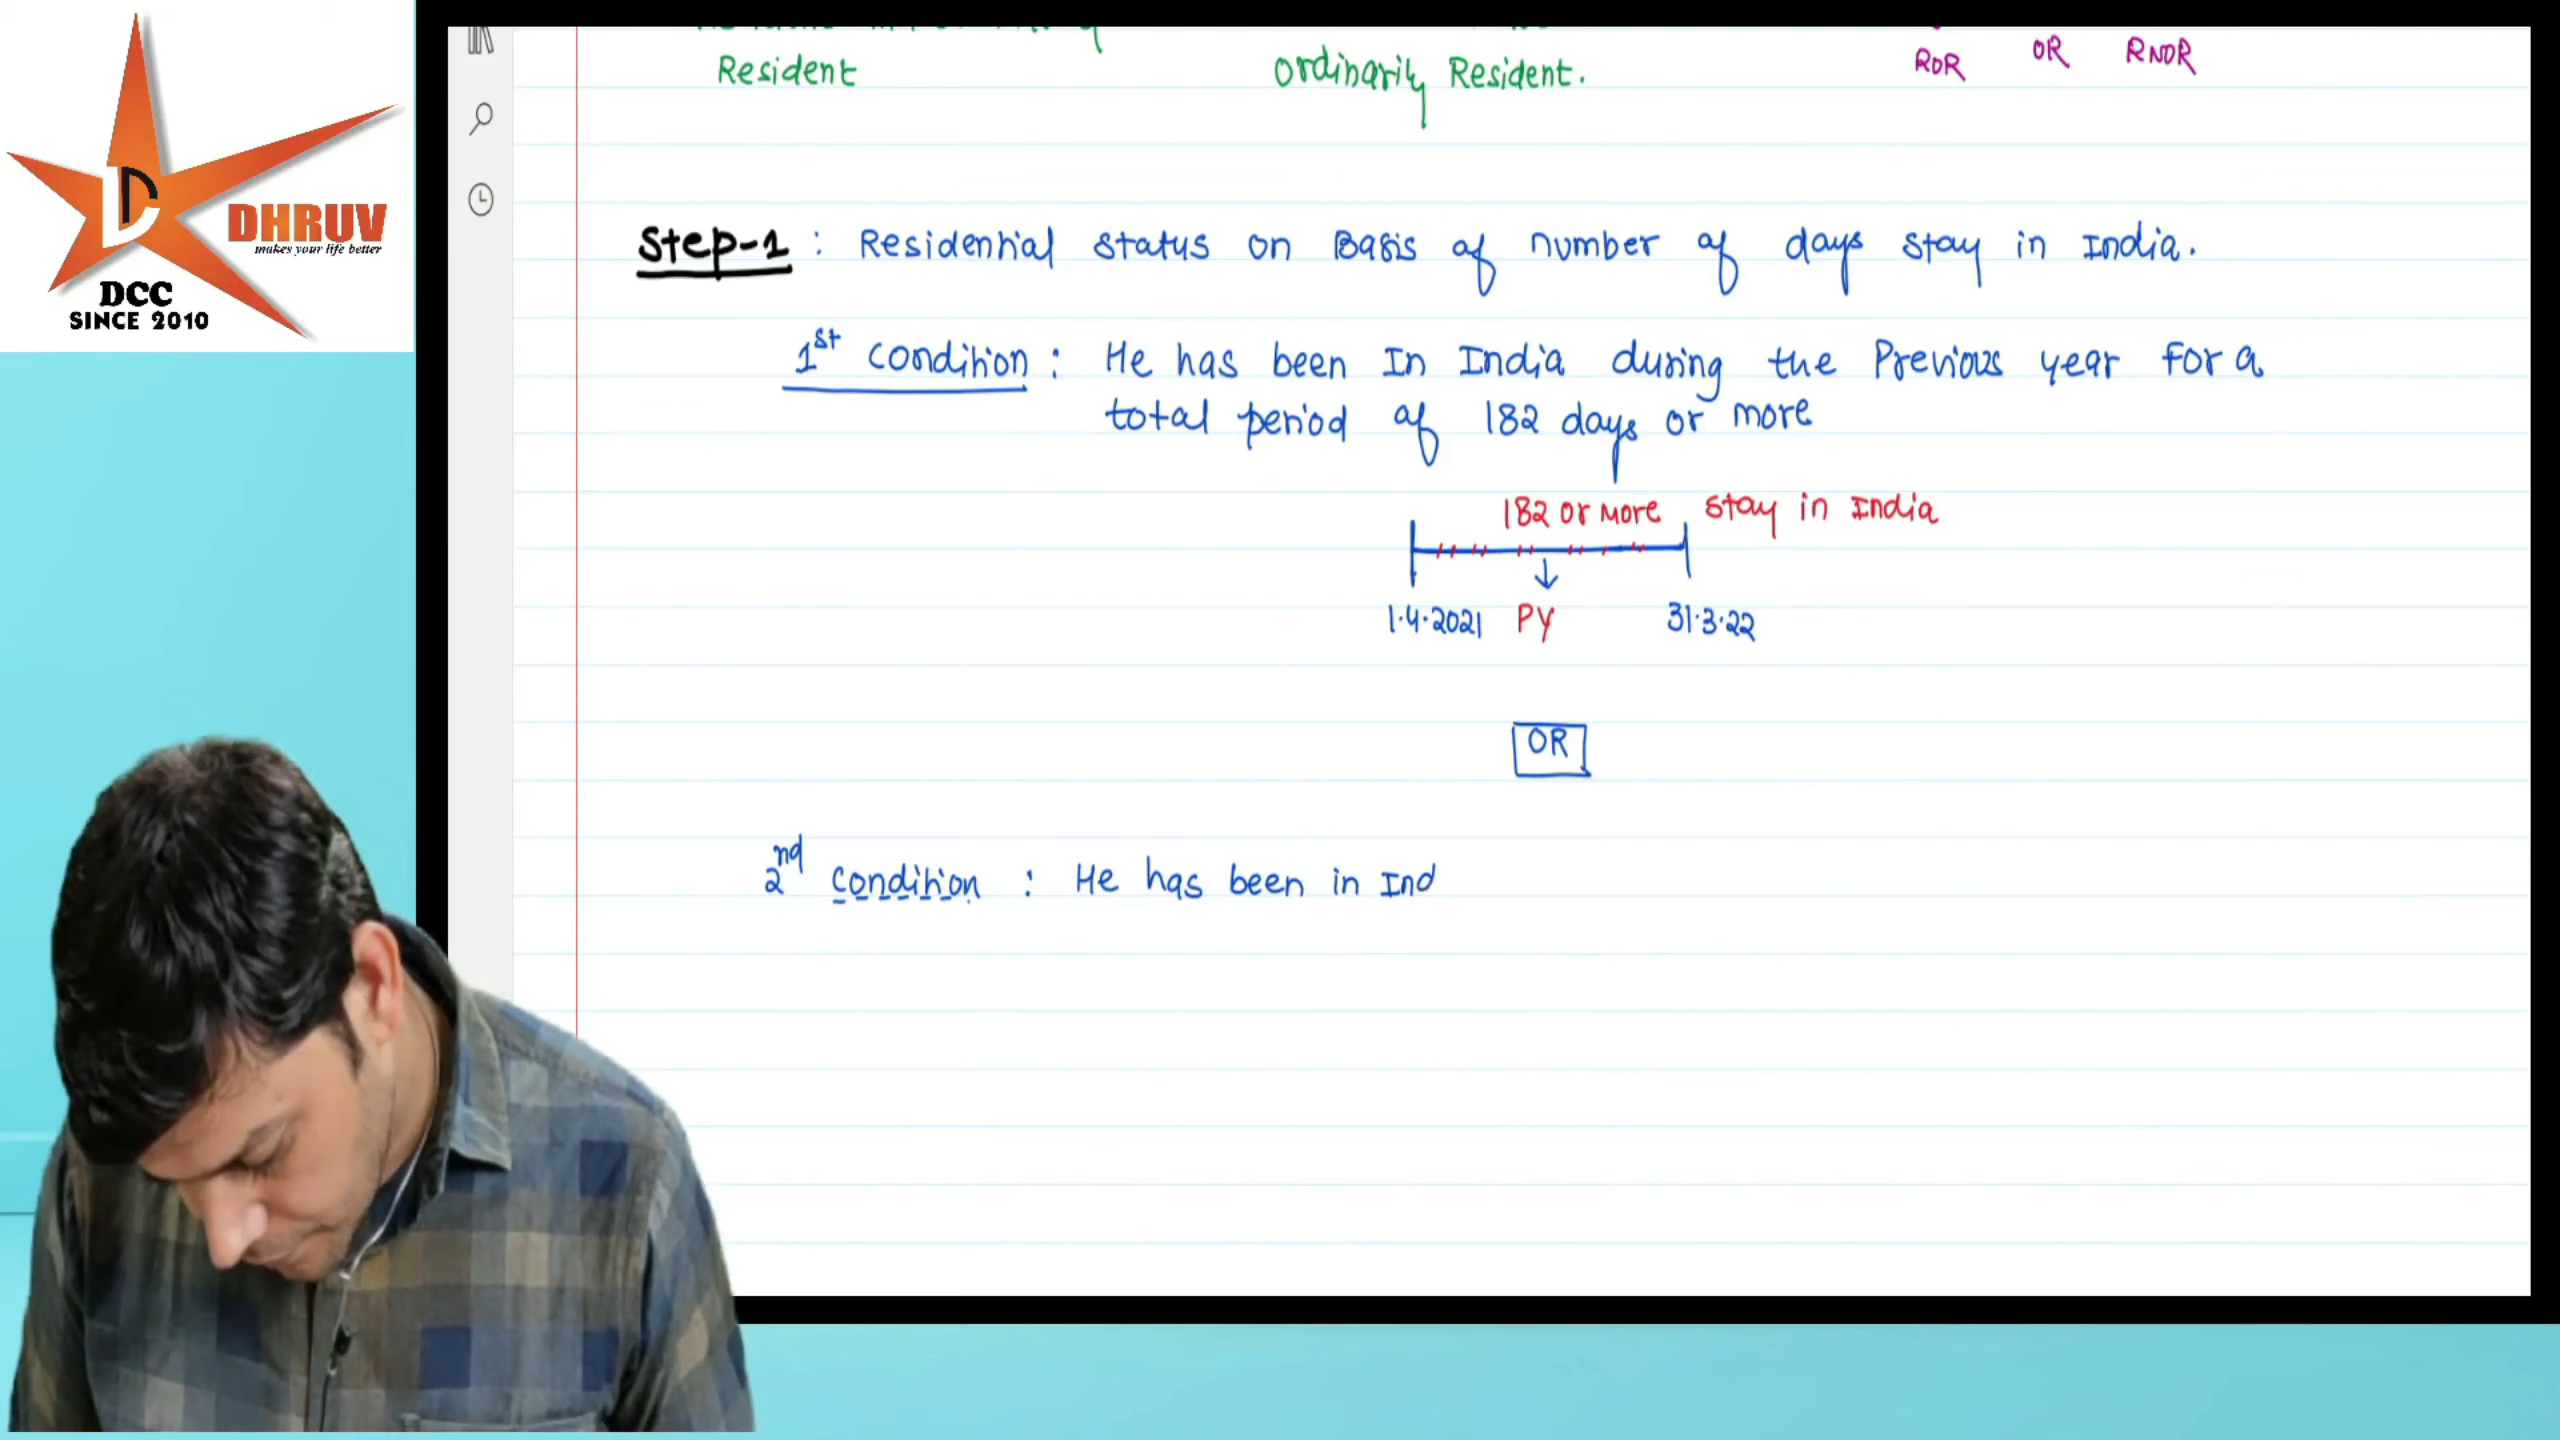 Resident
ordinarily Resident.
ROR OR RNOR
D
DHRUV
makes your life better
DCC
SINCE 2010
Step-1 : Residential status on Basis of number of days stay in India.
1st condition : He has been In India during the Previous year for a
total period of 182 days or more
182 or more stay in India
1.4.2021 PY 31.3.22
OR
2nd condition : He has been in Ind